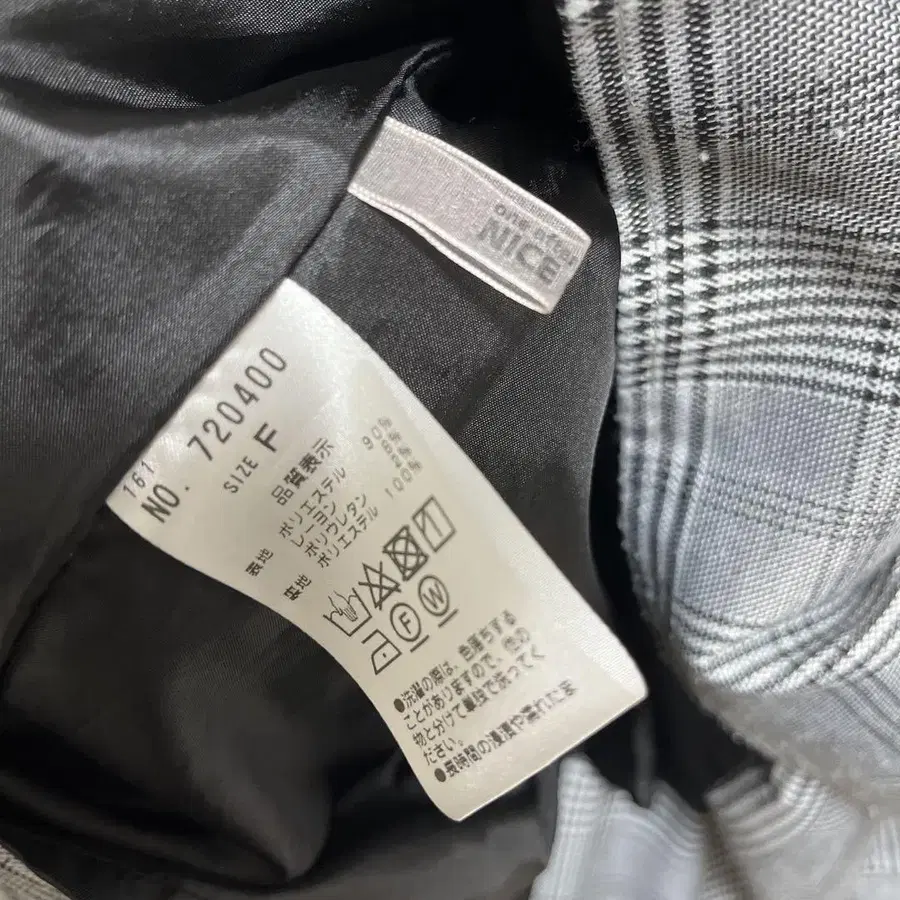 one after
NICE
161
NO. 720400
SIZE F
品質表示
表地 ポリエステル 90%
レーヨン 8%
ポリウレタン 2%
裏地 ポリエステル 100%
F W
●洗濯の際は、色落ちする
ことがありますので、他の
物と分けて単独で洗ってく
ださい。
●長時間の浸漬や濡れたま